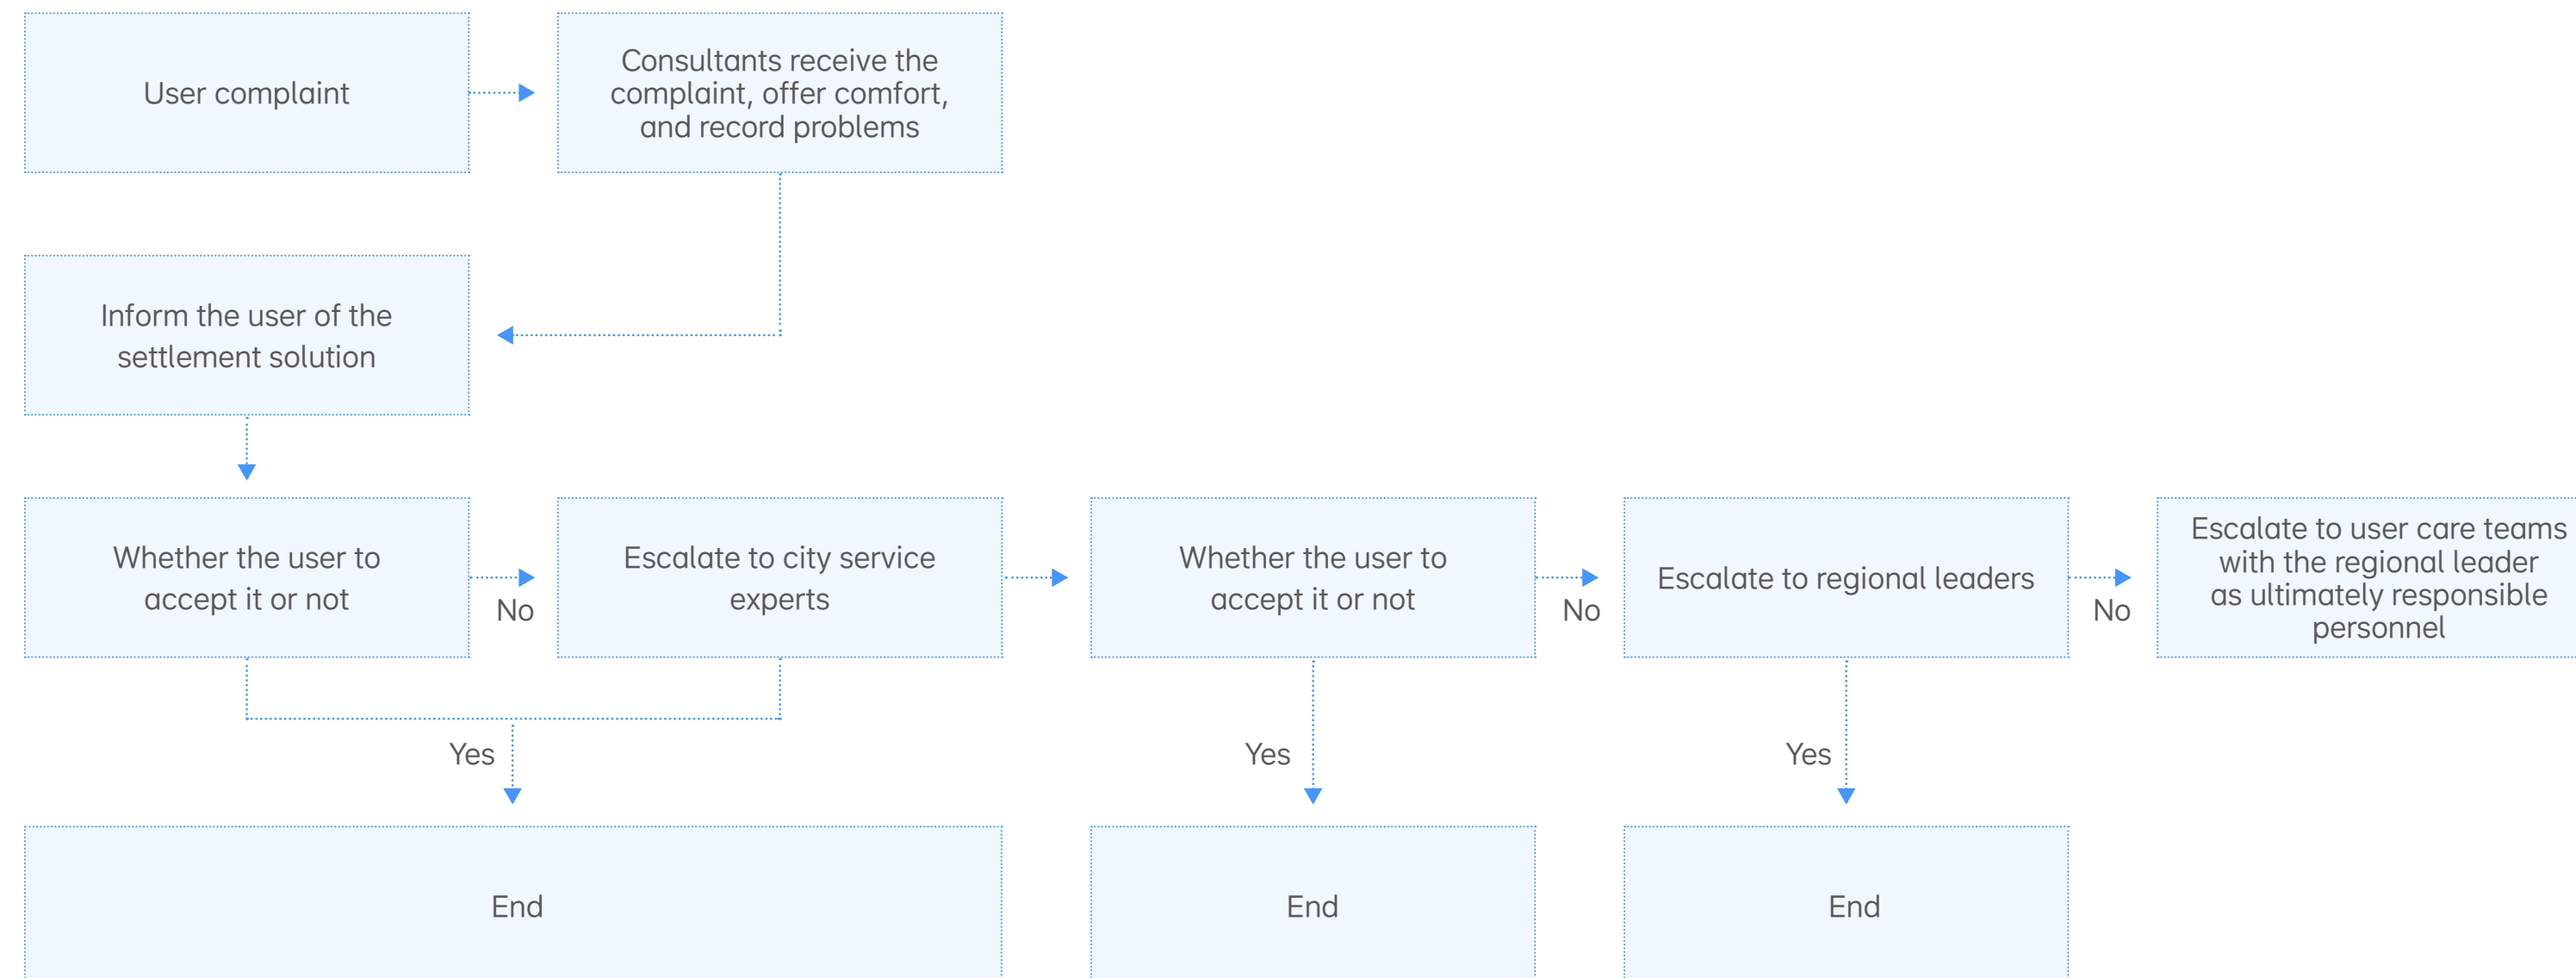 User complaint
Consultants receive the
complaint, offer comfort,
and record problems
Inform the user of the
settlement solution
Whether the user to
accept it or not
No
Escalate to city service
experts
Whether the user to
accept it or not
No
Escalate to regional leaders
No
Escalate to user care teams
with the regional leader
as ultimately responsible
personnel
Yes
Yes
Yes
End
End
End